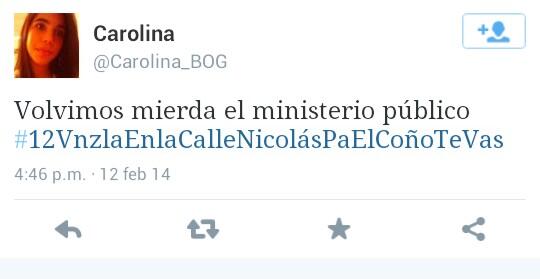 Carolina
@Carolina_BOG
Volvimos mierda el ministerio público
#12VnzlaEnlaCalleNicolásPaElCoñoTeVas
4:46 p.m. · 12 feb 14